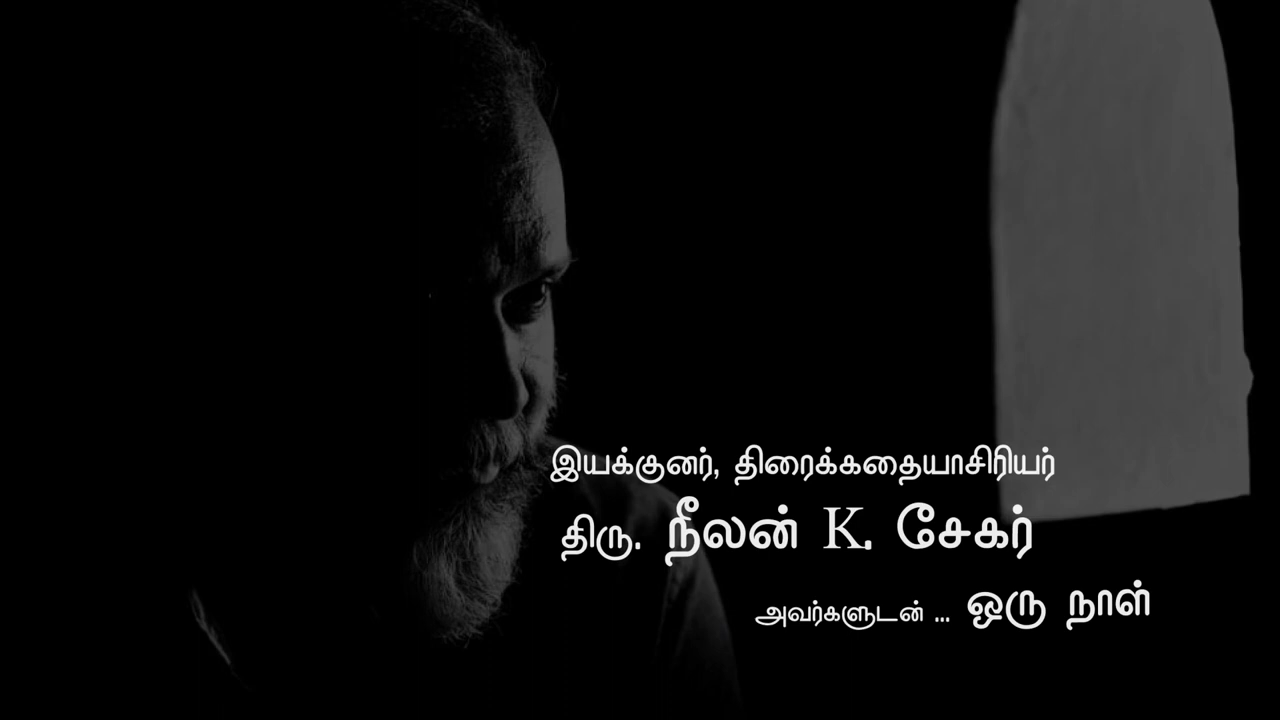 இயக்குனர், திரைக்கதையாசிரியர்
திரு. நீலன் K. சேகர்
அவர்களுடன் ... ஒரு நாள்